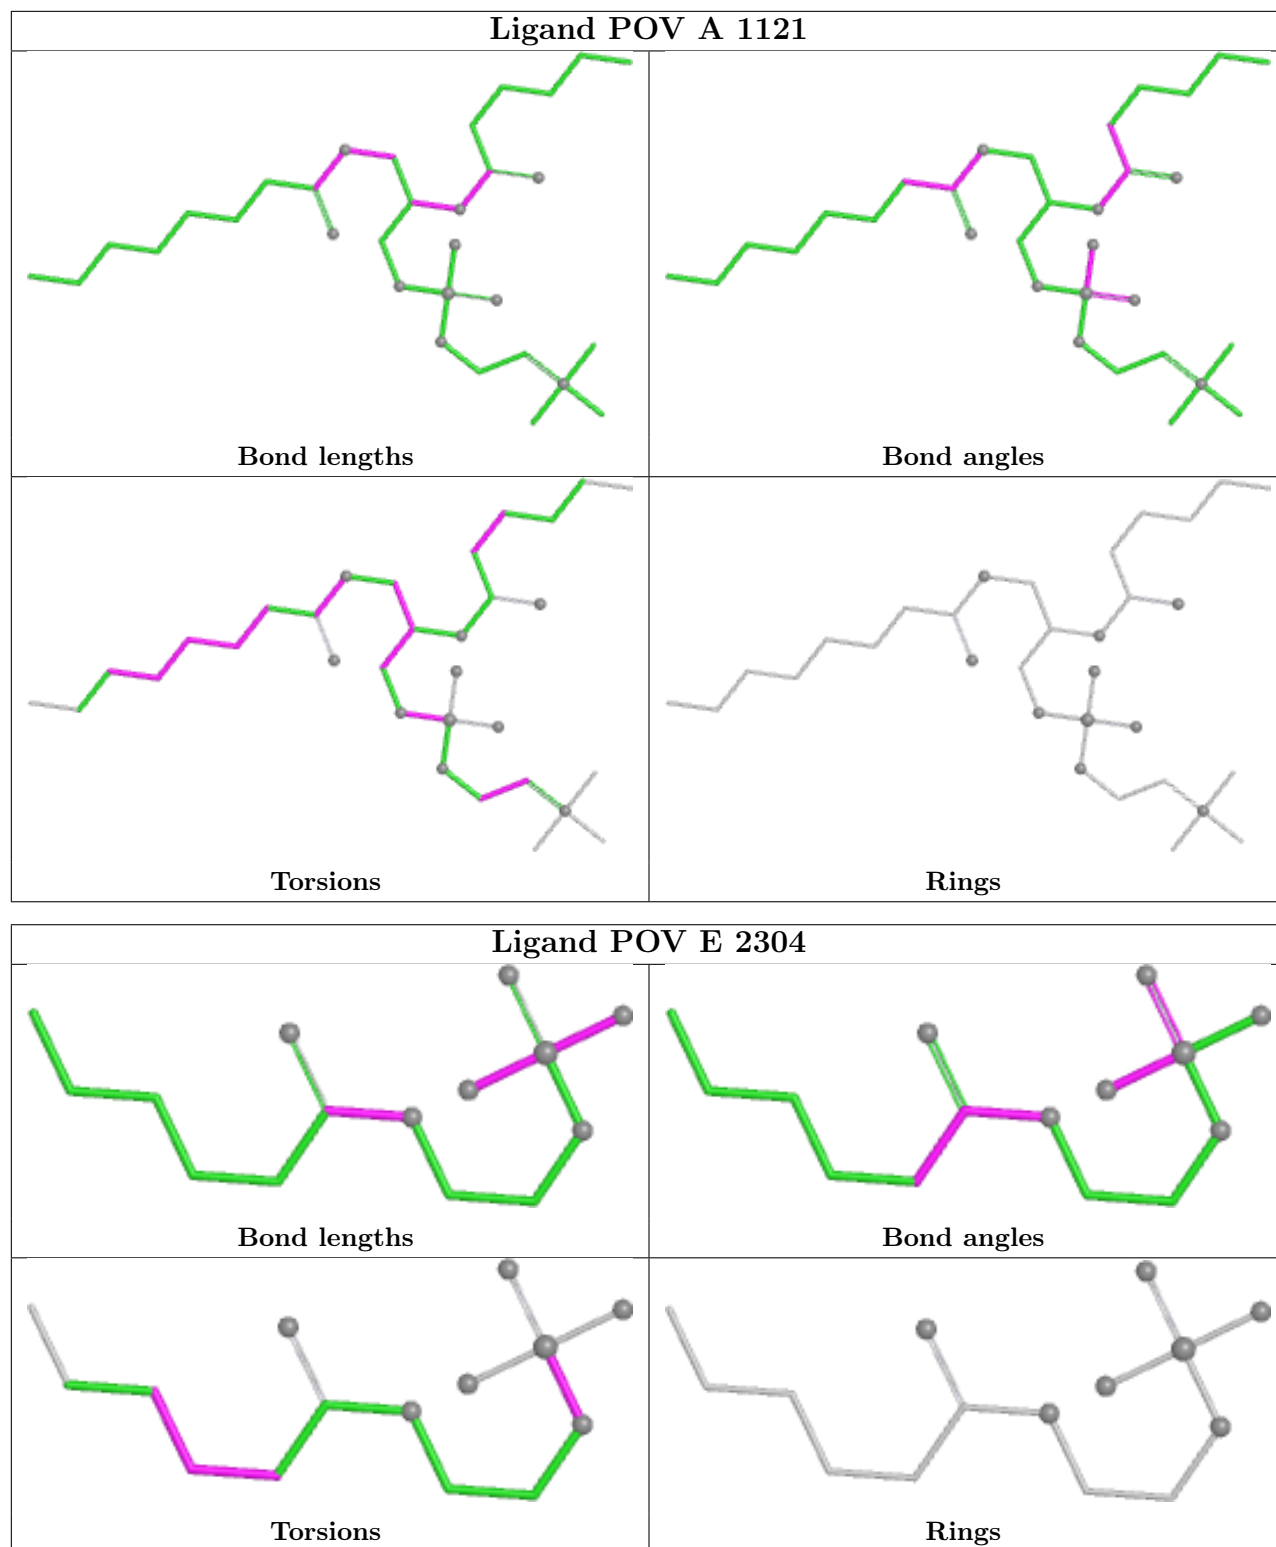 Ligand POV A 1121
Bond lengths
Bond angles
Torsions
Rings
Ligand POV E 2304
Bond lengths
Bond angles
Torsions
Rings